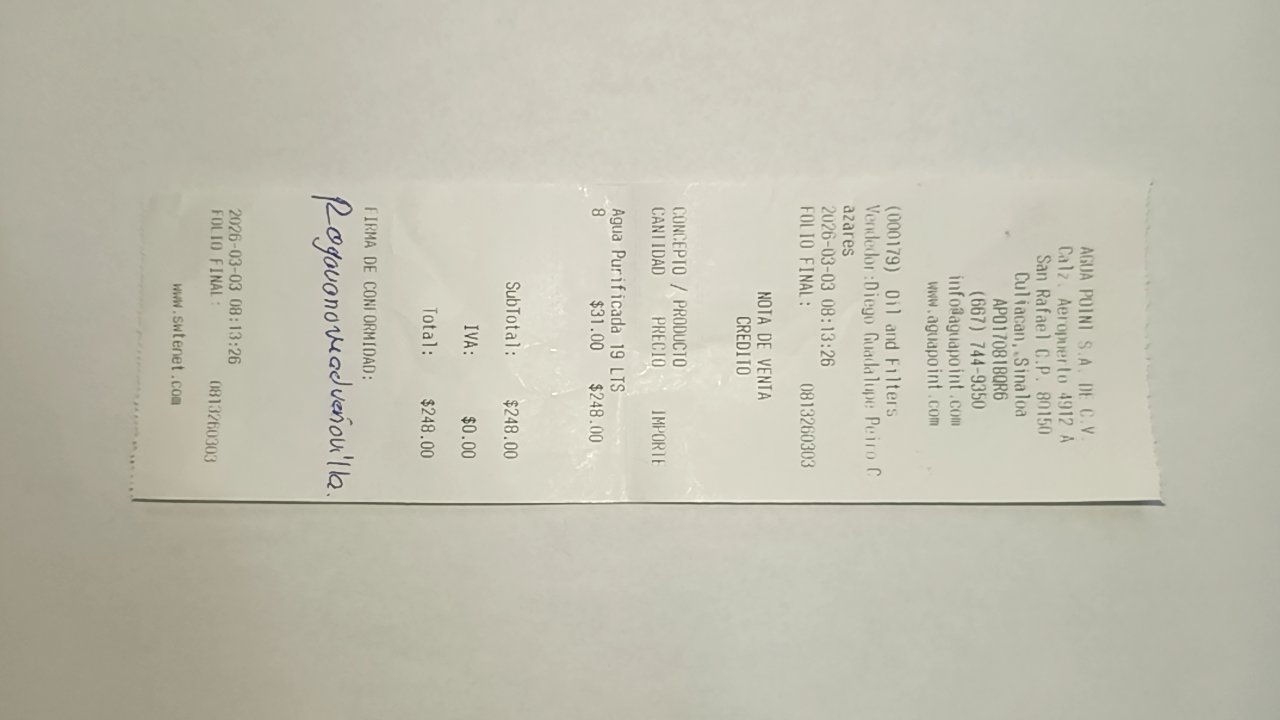 AGUA POINT S.A. DE C.V.
Calz. Aeropuerto 4912 A
San Rafael C.P. 80150
Culiacan, Sinaloa
APO170818QR6
(667) 744-9350
info@aguapoint.com
www.aguapoint.com
(000179) Oil and Filters
Vendedor:Diego Guadalupe Peiro C
azares
2026-03-03 08:13:26
FOLIO FINAL: 0813260303
NOTA DE VENTA
CREDITO
CONCEPTO / PRODUCTO
CANTIDAD PRECIO IMPORTE
Agua Purificada 19 LTS
8 $31.00 $248.00
SubTotal: $248.00
IVA: $0.00
Total: $248.00
FIRMA DE CONFORMIDAD:
2026-03-03 08:13:26
FOLIO FINAL: 0813260303
www.swtenet.com